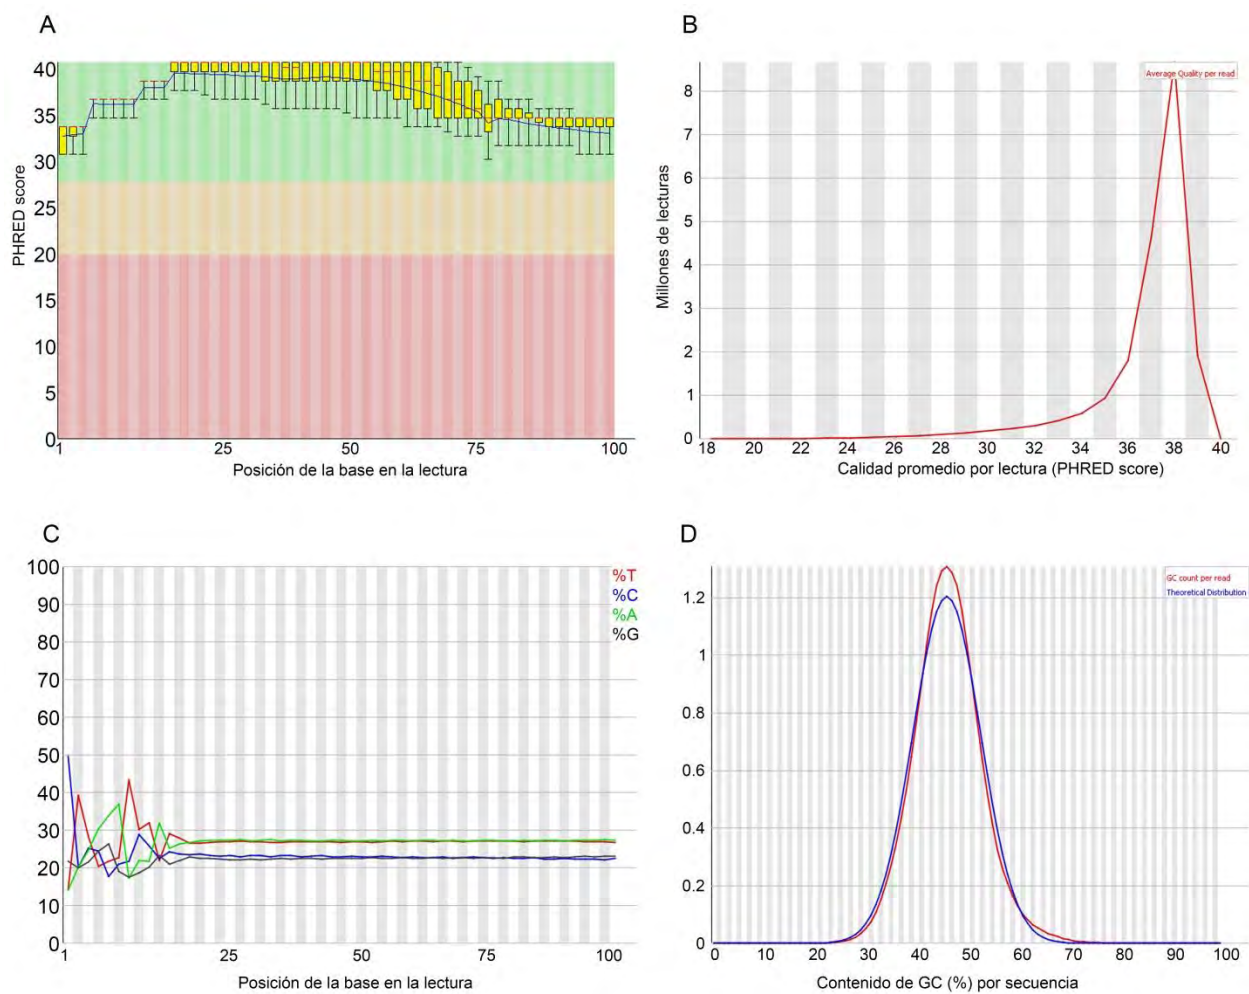 A
40
35
30
25
20
15
10
5
0
PHRED score
1 25 50 75 100
Posición de la base en la lectura
B
Average Quality per read
8
7
6
5
4
3
2
1
0
Millones de lecturas
18 20 22 24 26 28 30 32 34 36 38 40
Calidad promedio por lectura (PHRED score)
C
100
90
80
70
60
50
40
30
20
10
0
%T
%C
%A
%G
1 25 50 75 100
Posición de la base en la lectura
D
GC count per read
Theoretical Distribution
1.2
1
0.8
0.6
0.4
0.2
0
0 10 20 30 40 50 60 70 80 90 100
Contenido de GC (%) por secuencia